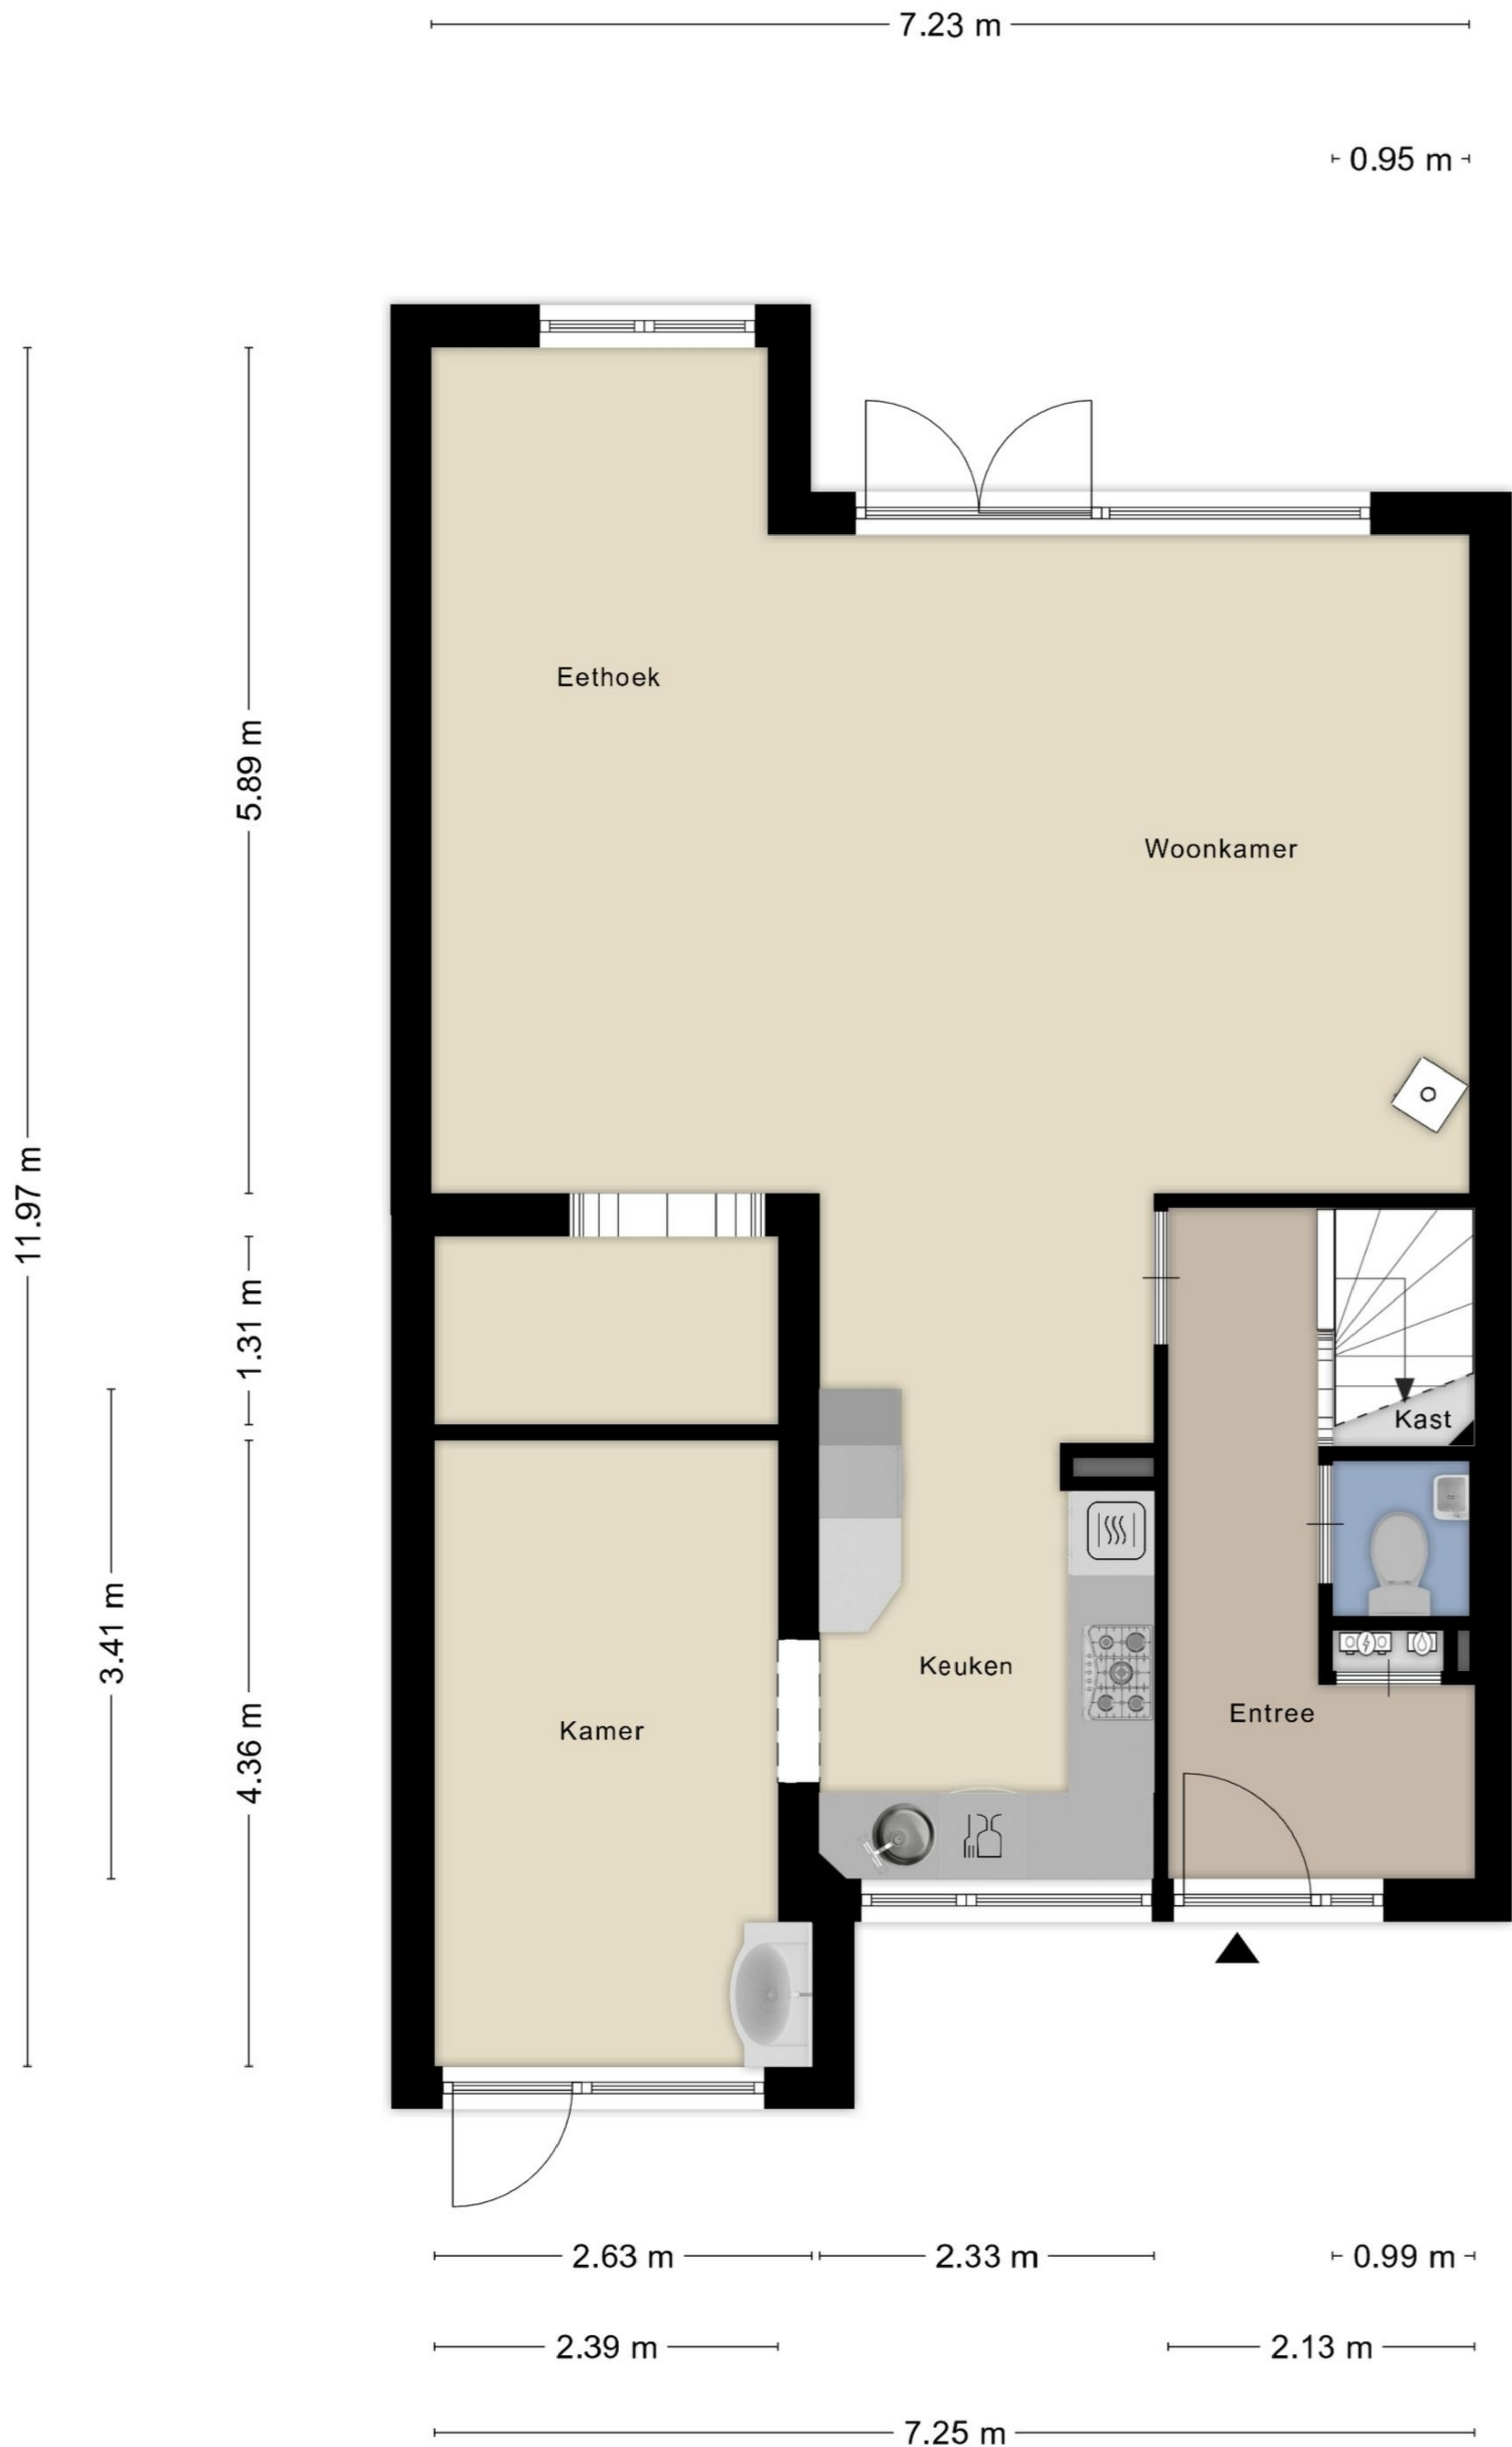 7.23 m
0.95 m
Eethoek
5.89 m
Woonkamer
11.97 m
1.31 m
Kast
3.41 m
Keuken
Entree
Kamer
4.36 m
2.63 m
2.33 m
0.99 m
2.39 m
2.13 m
7.25 m